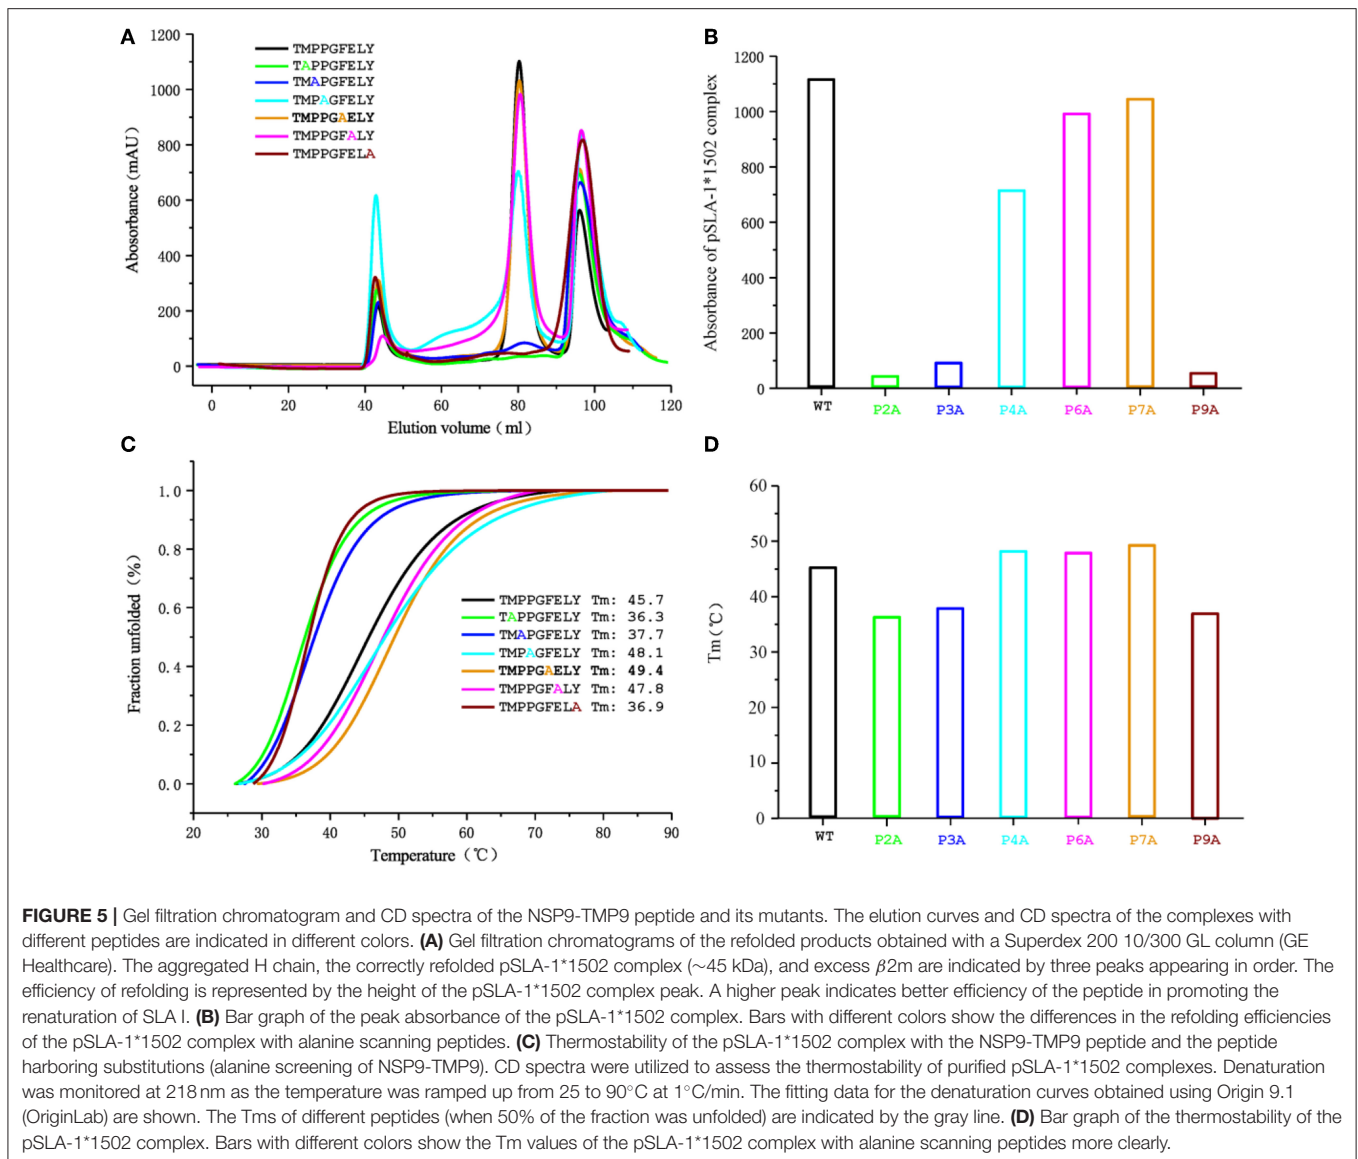 A
1200
1000
800
600
400
200
0
Abosorbance (mAU)
TMPPGFELY
TAPPGFELY
TMAPGFELY
TMPAGFELY
TMPPGAELY
TMPPGFALY
TMPPGFELA
0 20 40 60 80 100 120
Elution volume (ml)
B
1200
1000
800
600
400
200
0
Absorbance of pSLA-1*1502 complex
WT P2A P3A P4A P6A P7A P9A
C
1.0
0.8
0.6
0.4
0.2
0.0
Fraction unfolded (%)
TMPPGFELY Tm: 45.7
TAPPGFELY Tm: 36.3
TMAPGFELY Tm: 37.7
TMPAGFELY Tm: 48.1
TMPPGAELY Tm: 49.4
TMPPGFALY Tm: 47.8
TMPPGFELA Tm: 36.9
20 30 40 50 60 70 80 90
Temperature (℃)
D
60
50
40
30
20
10
0
Tm(℃)
WT P2A P3A P4A P6A P7A P9A
FIGURE 5 | Gel filtration chromatogram and CD spectra of the NSP9-TMP9 peptide and its mutants. The elution curves and CD spectra of the complexes with
different peptides are indicated in different colors. (A) Gel filtration chromatograms of the refolded products obtained with a Superdex 200 10/300 GL column (GE
Healthcare). The aggregated H chain, the correctly refolded pSLA-1*1502 complex (∼45 kDa), and excess β2m are indicated by three peaks appearing in order. The
efficiency of refolding is represented by the height of the pSLA-1*1502 complex peak. A higher peak indicates better efficiency of the peptide in promoting the
renaturation of SLA I. (B) Bar graph of the peak absorbance of the pSLA-1*1502 complex. Bars with different colors show the differences in the refolding efficiencies
of the pSLA-1*1502 complex with alanine scanning peptides. (C) Thermostability of the pSLA-1*1502 complex with the NSP9-TMP9 peptide and the peptide
harboring substitutions (alanine screening of NSP9-TMP9). CD spectra were utilized to assess the thermostability of purified pSLA-1*1502 complexes. Denaturation
was monitored at 218 nm as the temperature was ramped up from 25 to 90°C at 1°C/min. The fitting data for the denaturation curves obtained using Origin 9.1
(OriginLab) are shown. The Tms of different peptides (when 50% of the fraction was unfolded) are indicated by the gray line. (D) Bar graph of the thermostability of the
pSLA-1*1502 complex. Bars with different colors show the Tm values of the pSLA-1*1502 complex with alanine scanning peptides more clearly.